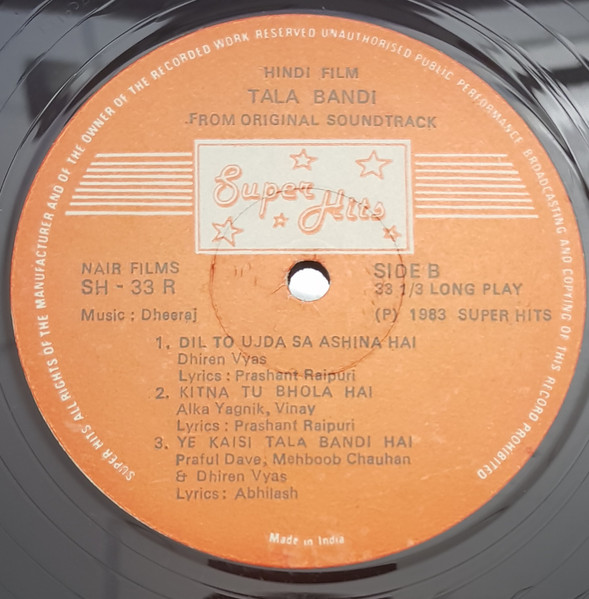 SUPER HITS ALL RIGHTS OF THE MANUFACTURER AND OF THE OWNER OF THE RECORDED WORK RESERVED UNAUTHORISED PUBLIC PERFORMANCE BROADCASTING AND COPYING OF THIS RECORD PROHIBITED
HINDI FILM
TALA BANDI
FROM ORIGINAL SOUNDTRACK
Super Hits
NAIR FILMS
SH - 33 R
Music : Dheeraj
SIDE B
33 1/3 LONG PLAY
(P) 1983 SUPER HITS
1. DIL TO UJDA SA ASHINA HAI
Dhiren Vyas
Lyrics : Prashant Raipuri
2. KITNA TU BHOLA HAI
Alka Yagnik, Vinay
Lyrics : Prashant Raipuri
3. YE KAISI TALA BANDI HAI
Praful Dave, Mehboob Chauhan
& Dhiren Vyas
Lyrics : Abhilash
Made in India